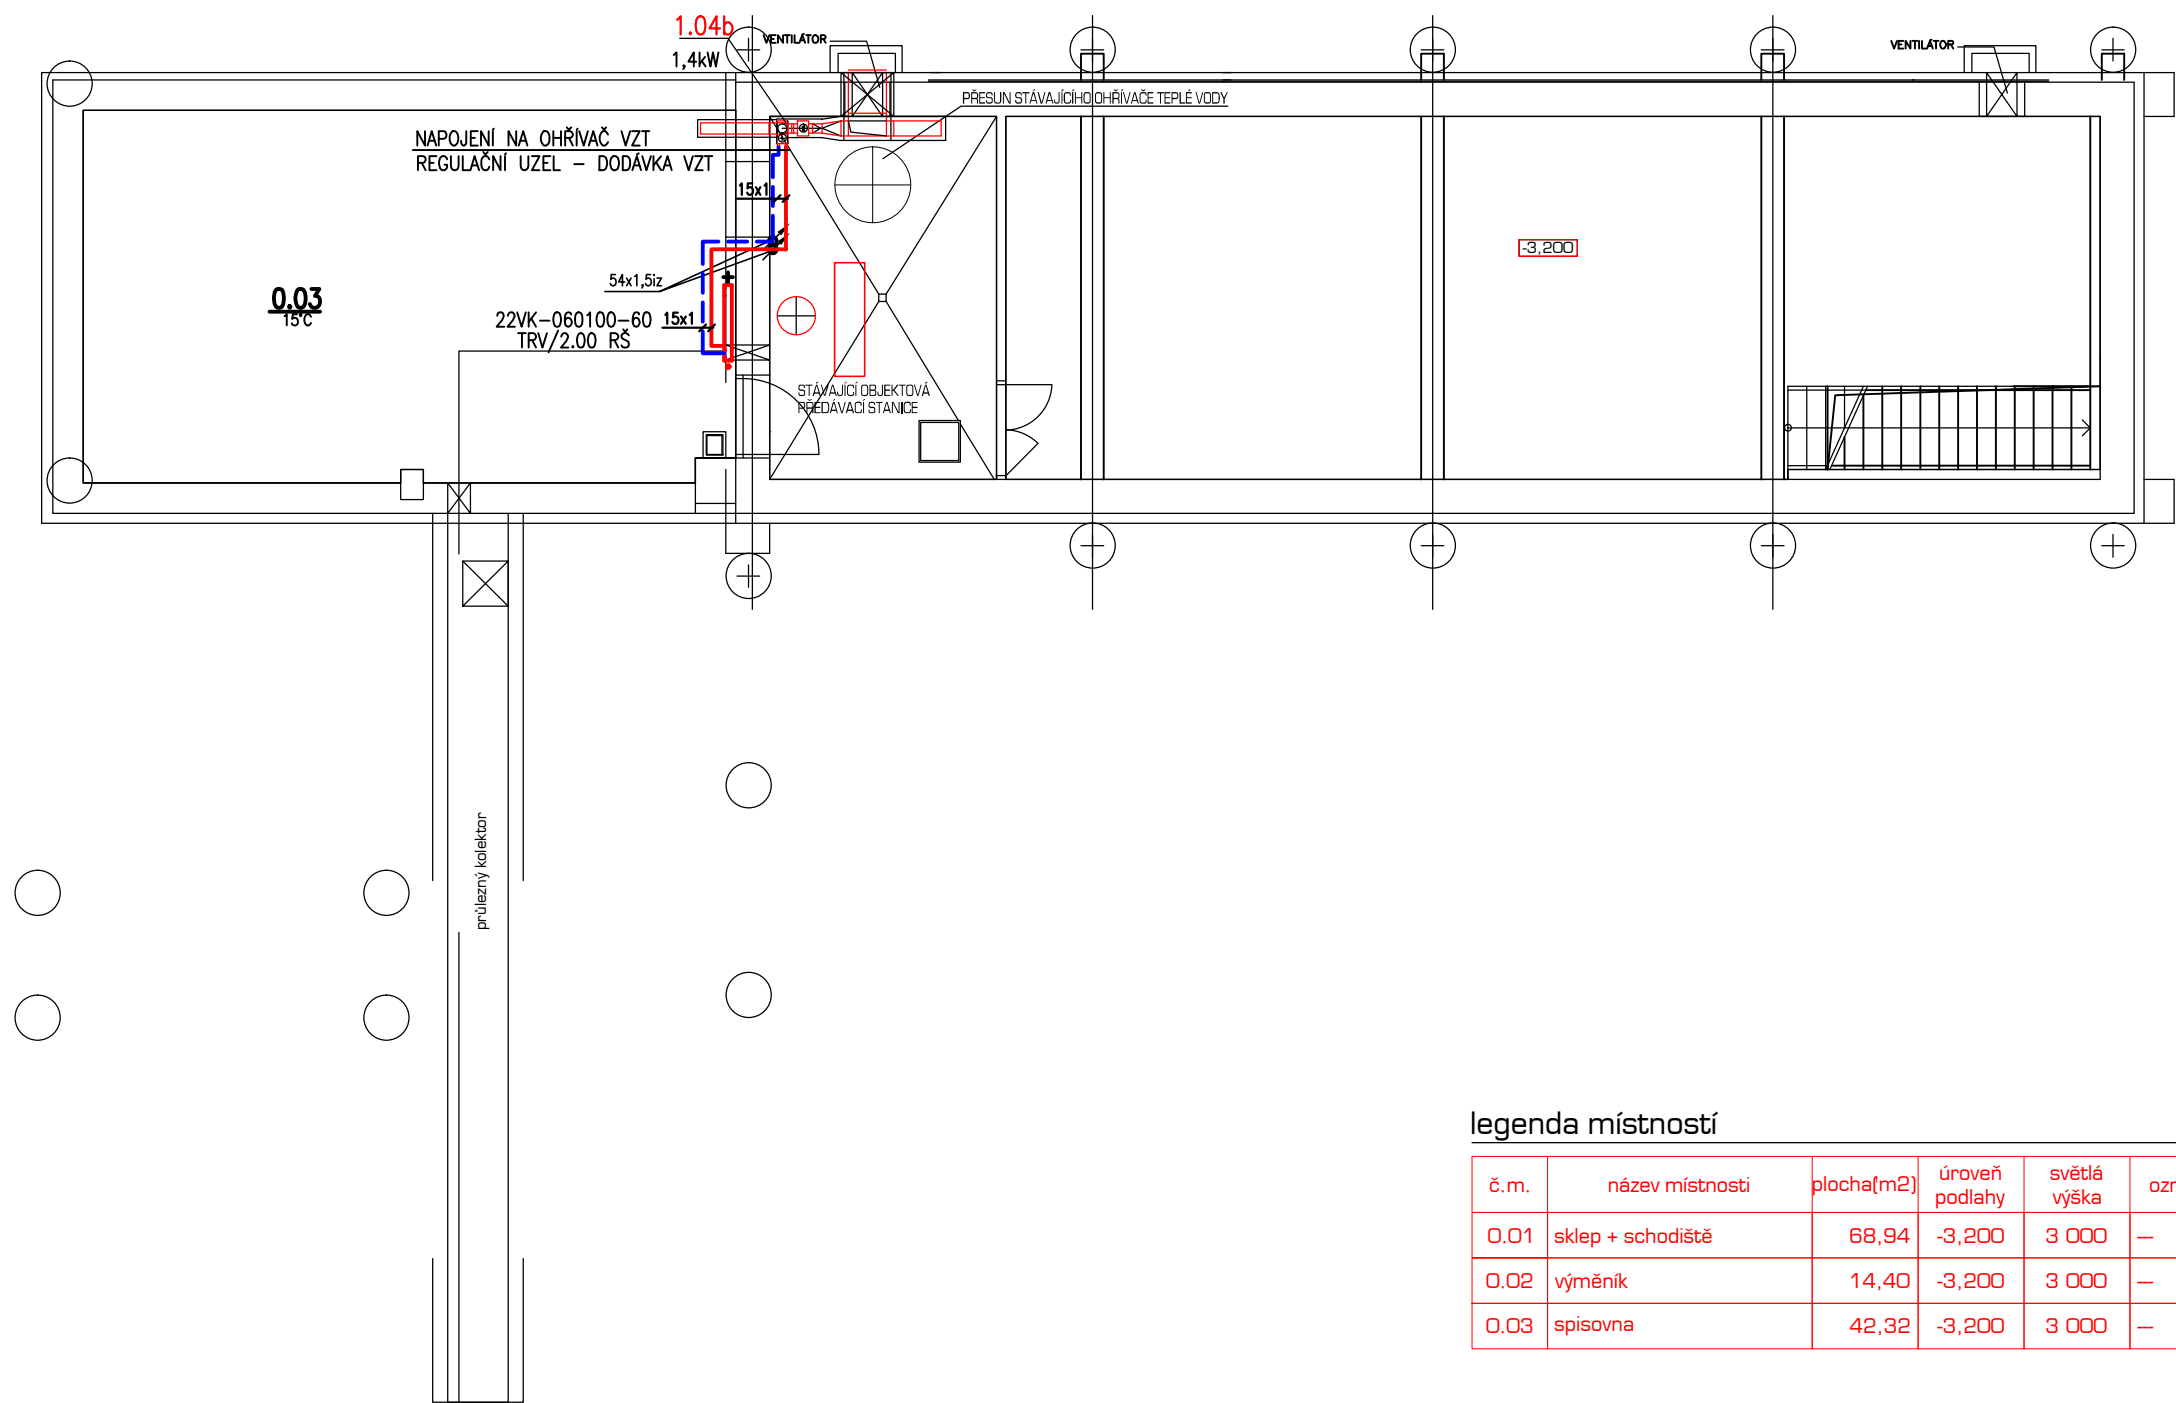 1.04b
1,4kW
VENTILÁTOR
VENTILÁTOR
PŘESUN STÁVAJÍCÍHO OHŘÍVAČE TEPLÉ VODY
NAPOJENÍ NA OHŘÍVAČ VZT
REGULAČNÍ UZEL – DODÁVKA VZT
15x1
-3,200
54x1,5iz
0.03
15°C
22VK-060100-60
15x1
TRV/2.00 RŠ
STÁVAJÍCÍ OBJEKTOVÁ
PŘEDÁVACÍ STANICE
průlezný kolektor
legenda místností
č.m. název místnosti plocha(m2) úroveň podlahy světlá výška ozn
0.01 sklep + schodiště 68,94 -3,200 3 000 ---
0.02 výměník 14,40 -3,200 3 000 ---
0.03 spisovna 42,32 -3,200 3 000 ---